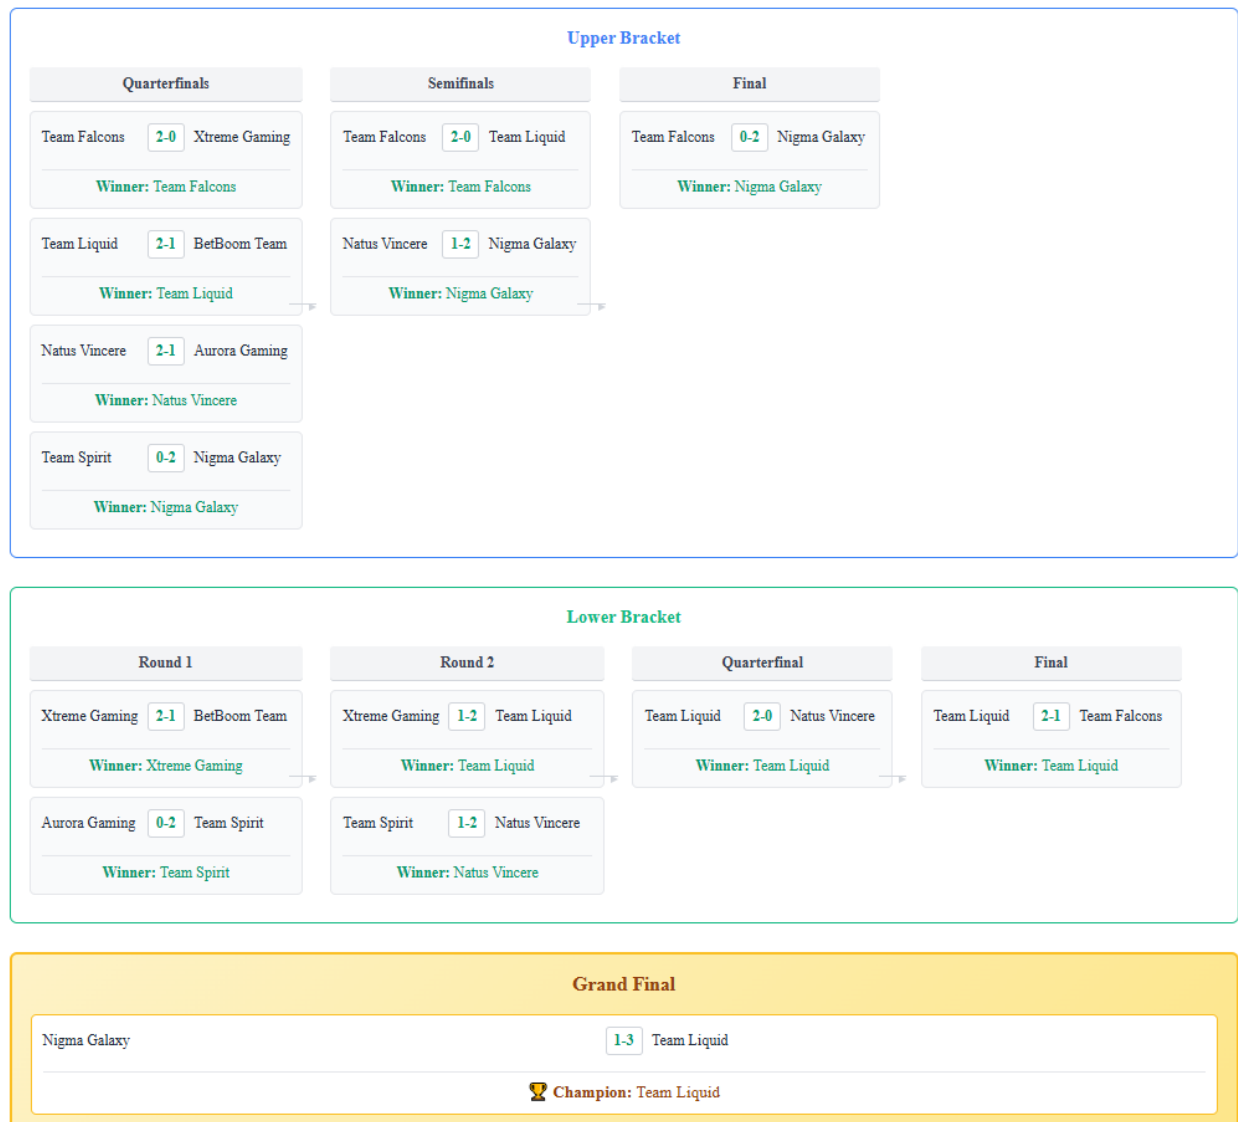 Upper Bracket
Quarterfinals
Team Falcons 2-0 Xtreme Gaming
Winner: Team Falcons
Team Liquid 2-1 BetBoom Team
Winner: Team Liquid
Natus Vincere 2-1 Aurora Gaming
Winner: Natus Vincere
Team Spirit 0-2 Nigma Galaxy
Winner: Nigma Galaxy
Semifinals
Team Falcons 2-0 Team Liquid
Winner: Team Falcons
Natus Vincere 1-2 Nigma Galaxy
Winner: Nigma Galaxy
Final
Team Falcons 0-2 Nigma Galaxy
Winner: Nigma Galaxy
Lower Bracket
Round 1
Xtreme Gaming 2-1 BetBoom Team
Winner: Xtreme Gaming
Aurora Gaming 0-2 Team Spirit
Winner: Team Spirit
Round 2
Xtreme Gaming 1-2 Team Liquid
Winner: Team Liquid
Team Spirit 1-2 Natus Vincere
Winner: Natus Vincere
Quarterfinal
Team Liquid 2-0 Natus Vincere
Winner: Team Liquid
Final
Team Liquid 2-1 Team Falcons
Winner: Team Liquid
Grand Final
Nigma Galaxy 1-3 Team Liquid
Champion: Team Liquid